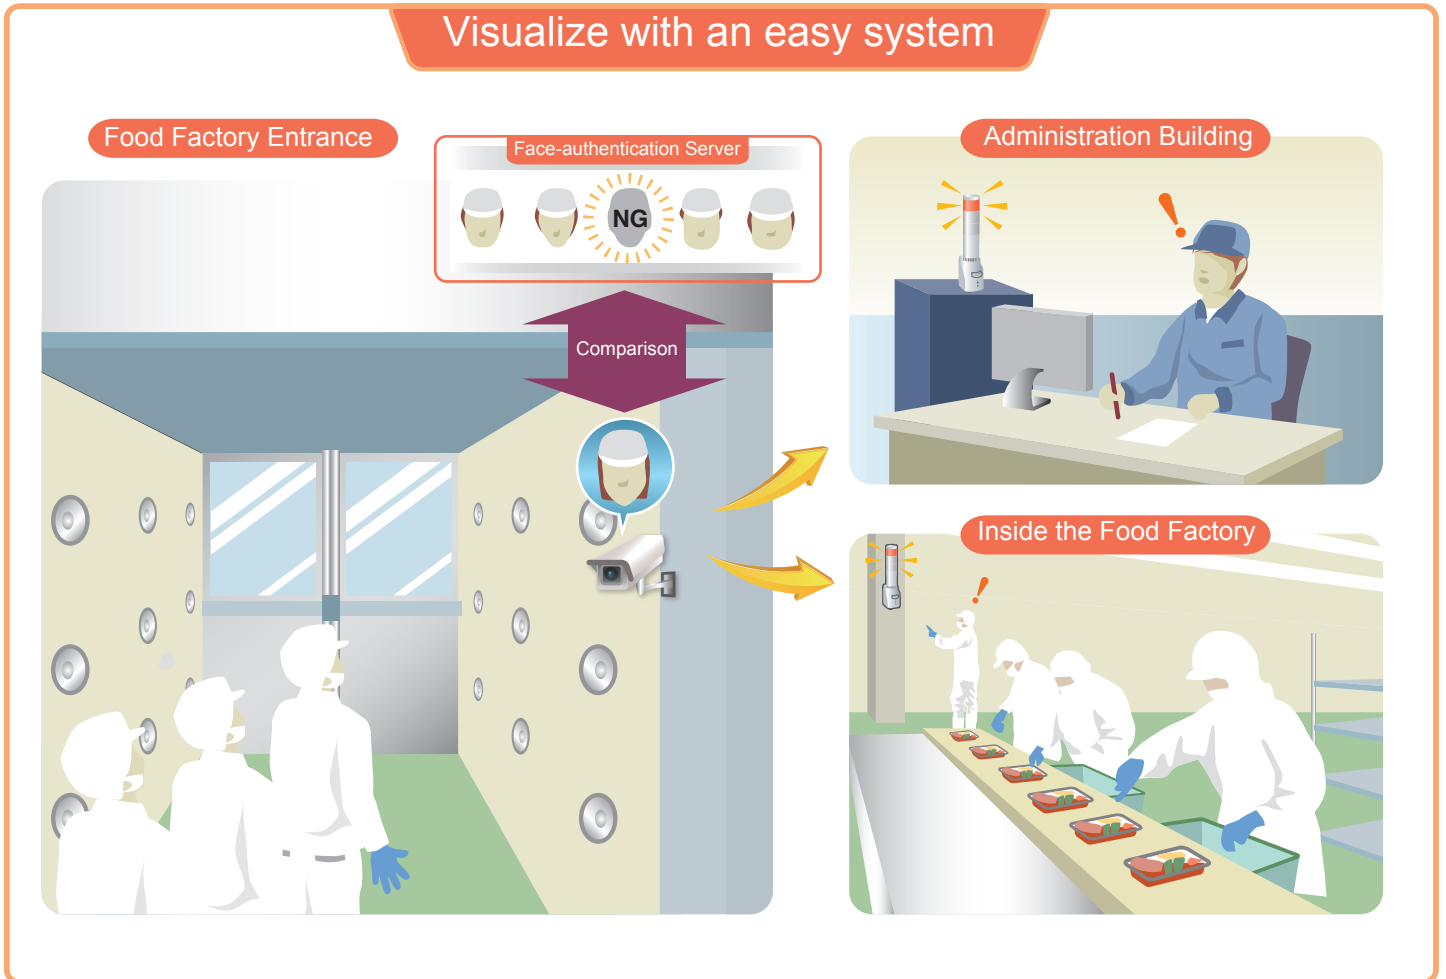 Visualize with an easy system
Food Factory Entrance
Face-authentication Server
NG
Comparison
Administration Building
Inside the Food Factory